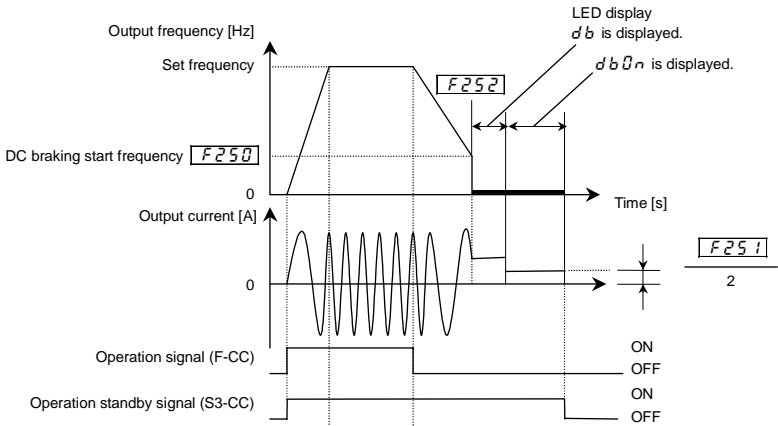 LED display
db is displayed.
dbOn is displayed.
Output frequency [Hz]
Set frequency
F252
DC braking start frequency F250
0
Time [s]
Output current [A]
F251
2
0
Operation signal (F-CC)
ON
OFF
Operation standby signal (S3-CC)
ON
OFF